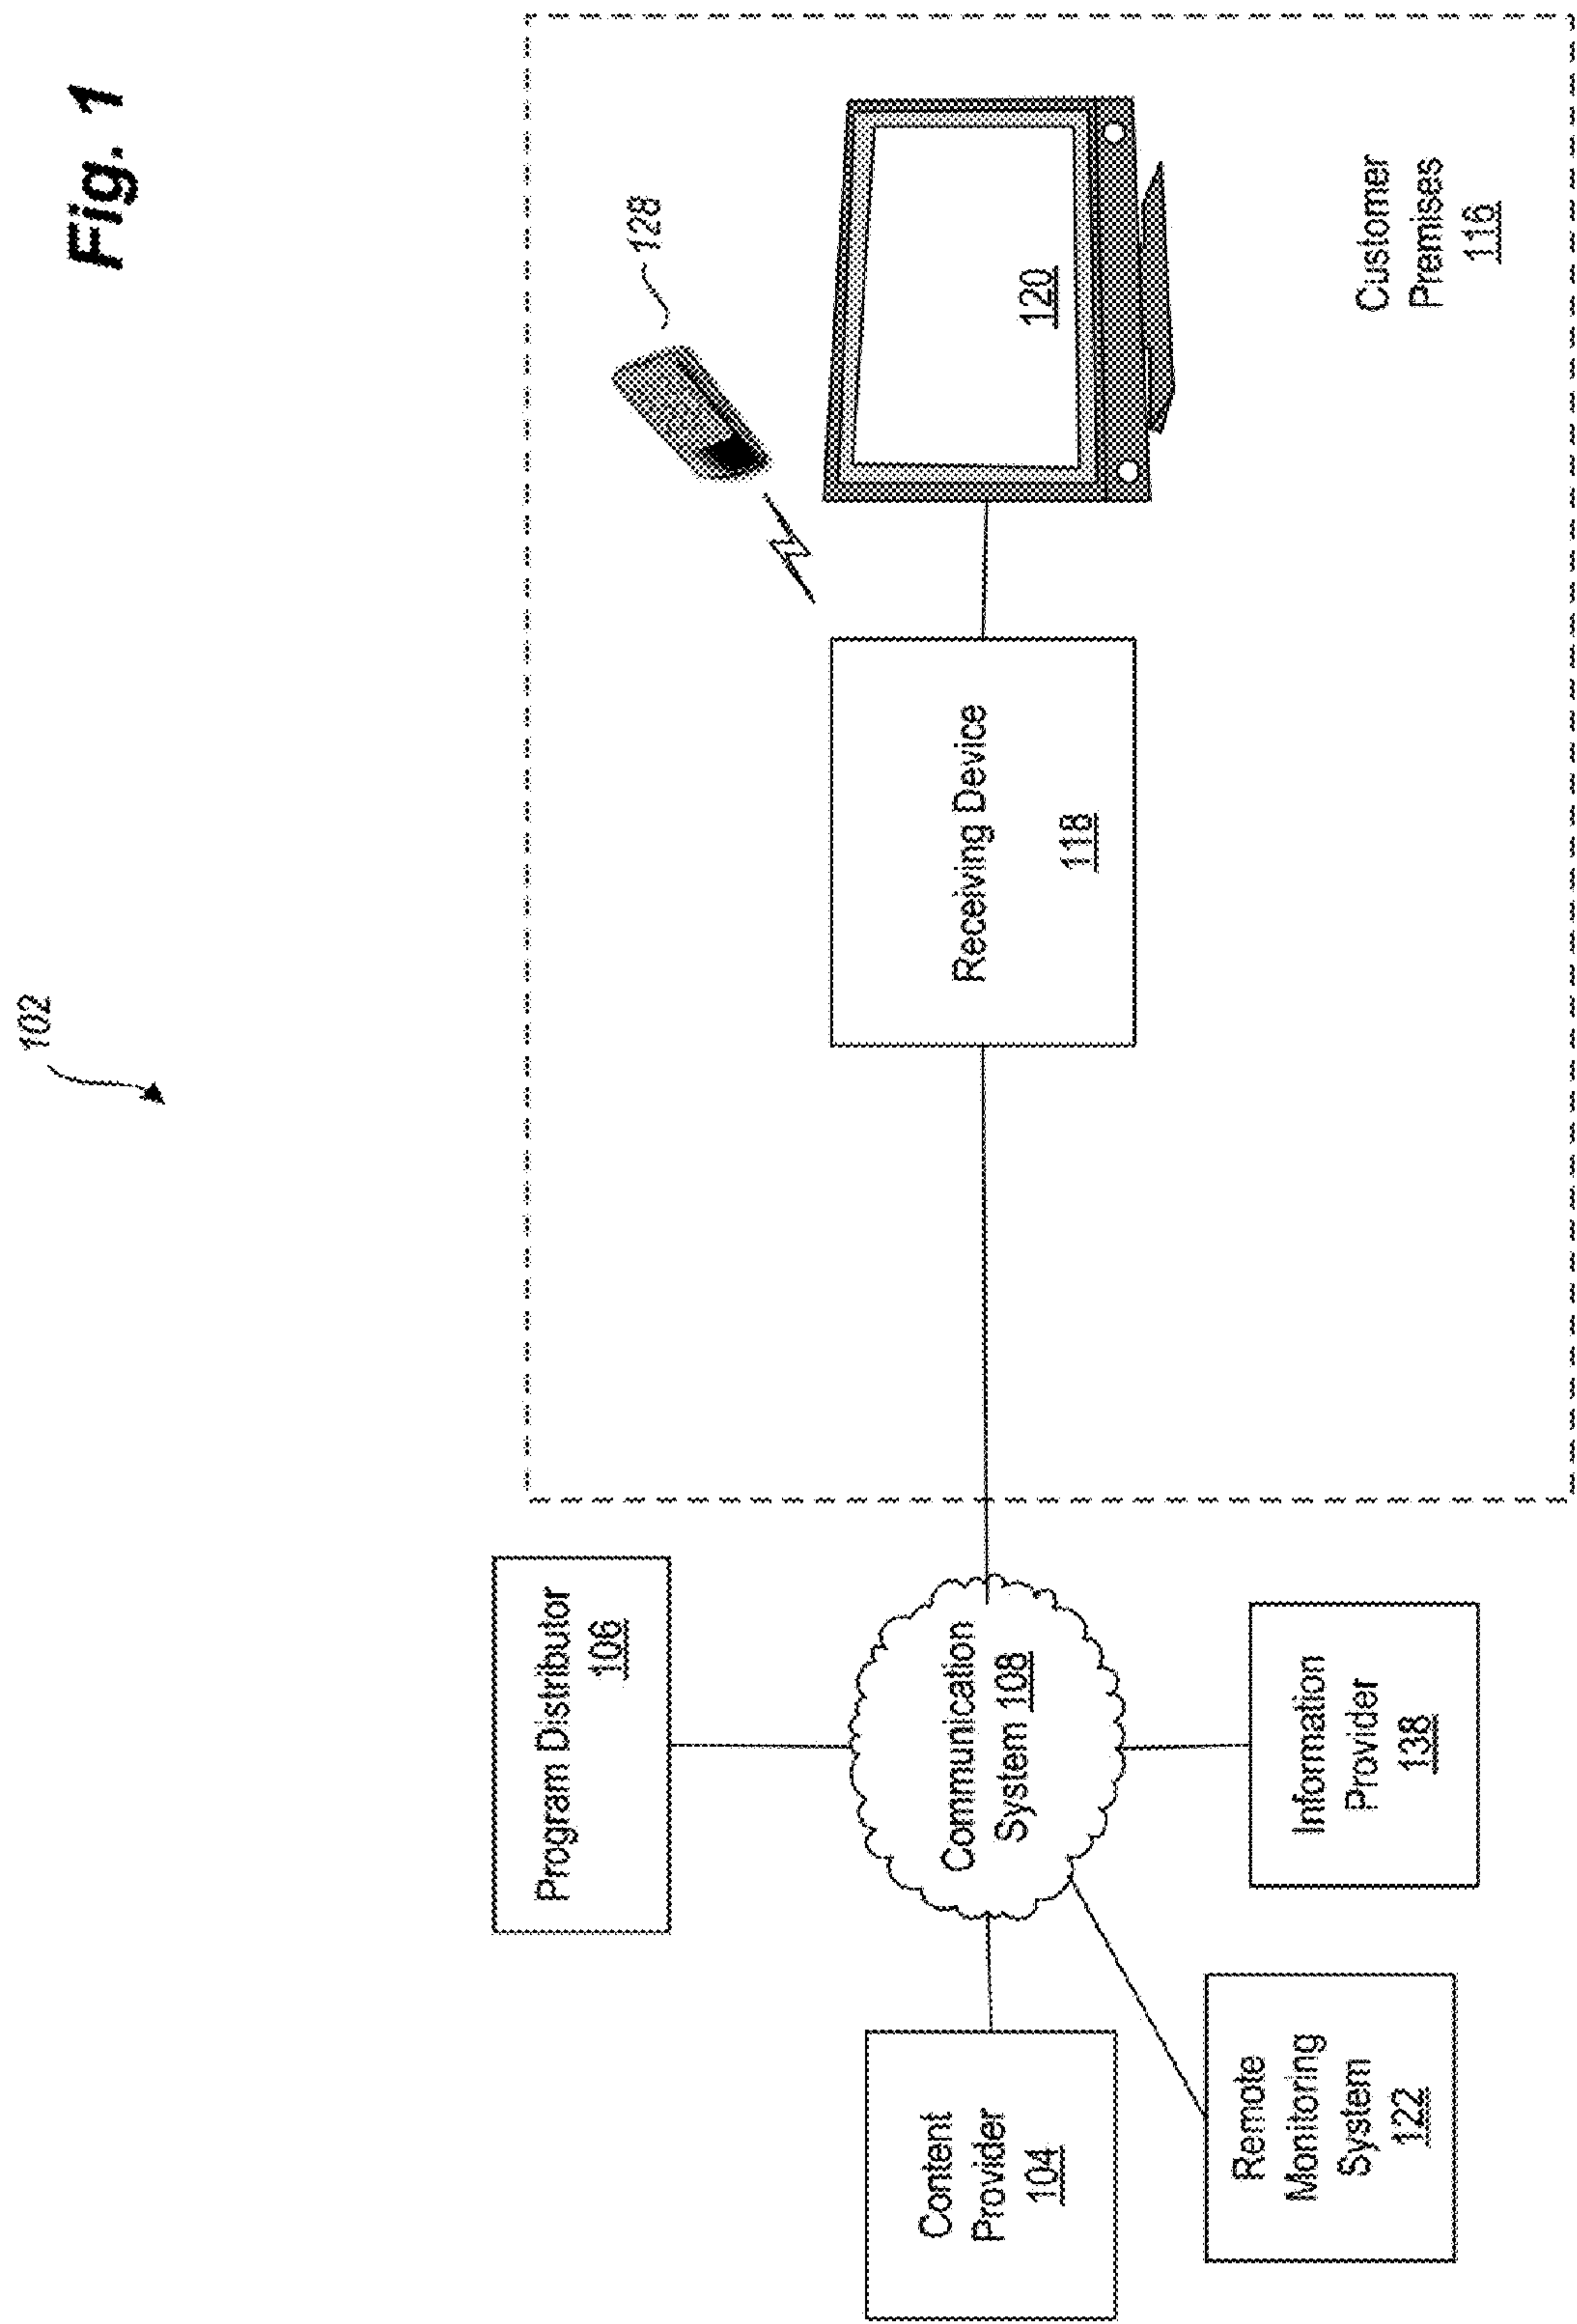 Fig. 1
102
Program Distributor
106
128
Content
Provider
104
Communication
System 108
Receiving Device
118
120
Remote
Monitoring
System
122
Information
Provider
138
Customer
Premises
116